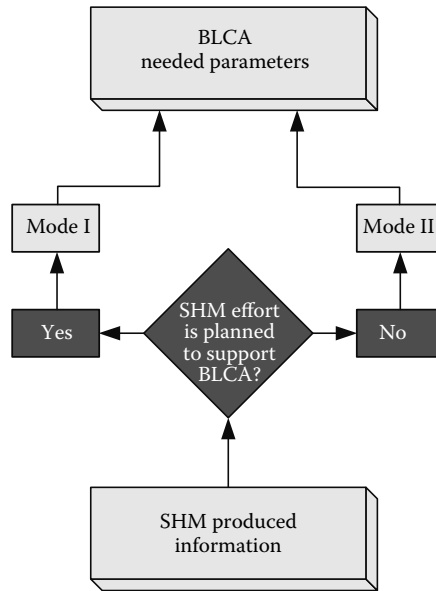 BLCA
needed parameters
Mode I
Mode II
SHM effort
is planned
to support
BLCA?
Yes
No
SHM produced
information